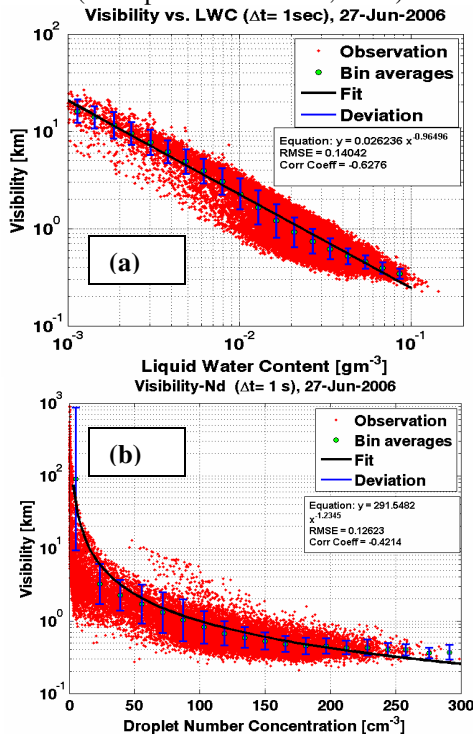 Visibility vs. LWC (Δt= 1sec), 27-Jun-2006
10^2
10^1
10^0
10^-1
Visibility [km]
Observation
Bin averages
Fit
Deviation
Equation: y = 0.026236 x^-0.96496
RMSE = 0.14042
Corr Coeff = -0.6276
(a)
10^-3
10^-2
10^-1
Liquid Water Content [gm^-3]
Visibility-Nd (Δt= 1 s), 27-Jun-2006
10^3
10^2
10^1
10^0
10^-1
Visibility [km]
Observation
Bin averages
Fit
Deviation
Equation: y = 291.5482
x^-1.2345
RMSE = 0.12623
Corr Coeff = -0.4214
(b)
0 50 100 150 200 250 300
Droplet Number Concentration [cm^-3]